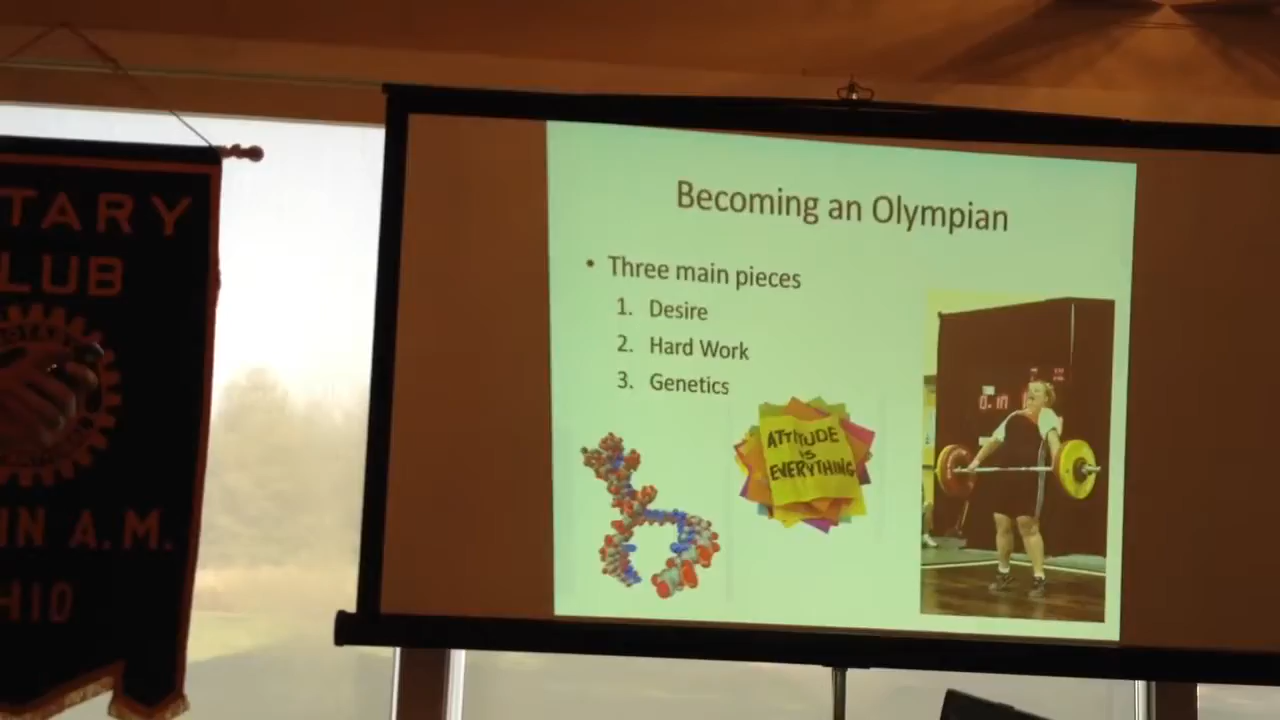 TARY
LUB
ROTARY
IN A.M.
HIO
Becoming an Olympian
• Three main pieces
1. Desire
2. Hard Work
3. Genetics
ATTITUDE
IS
EVERYTHING